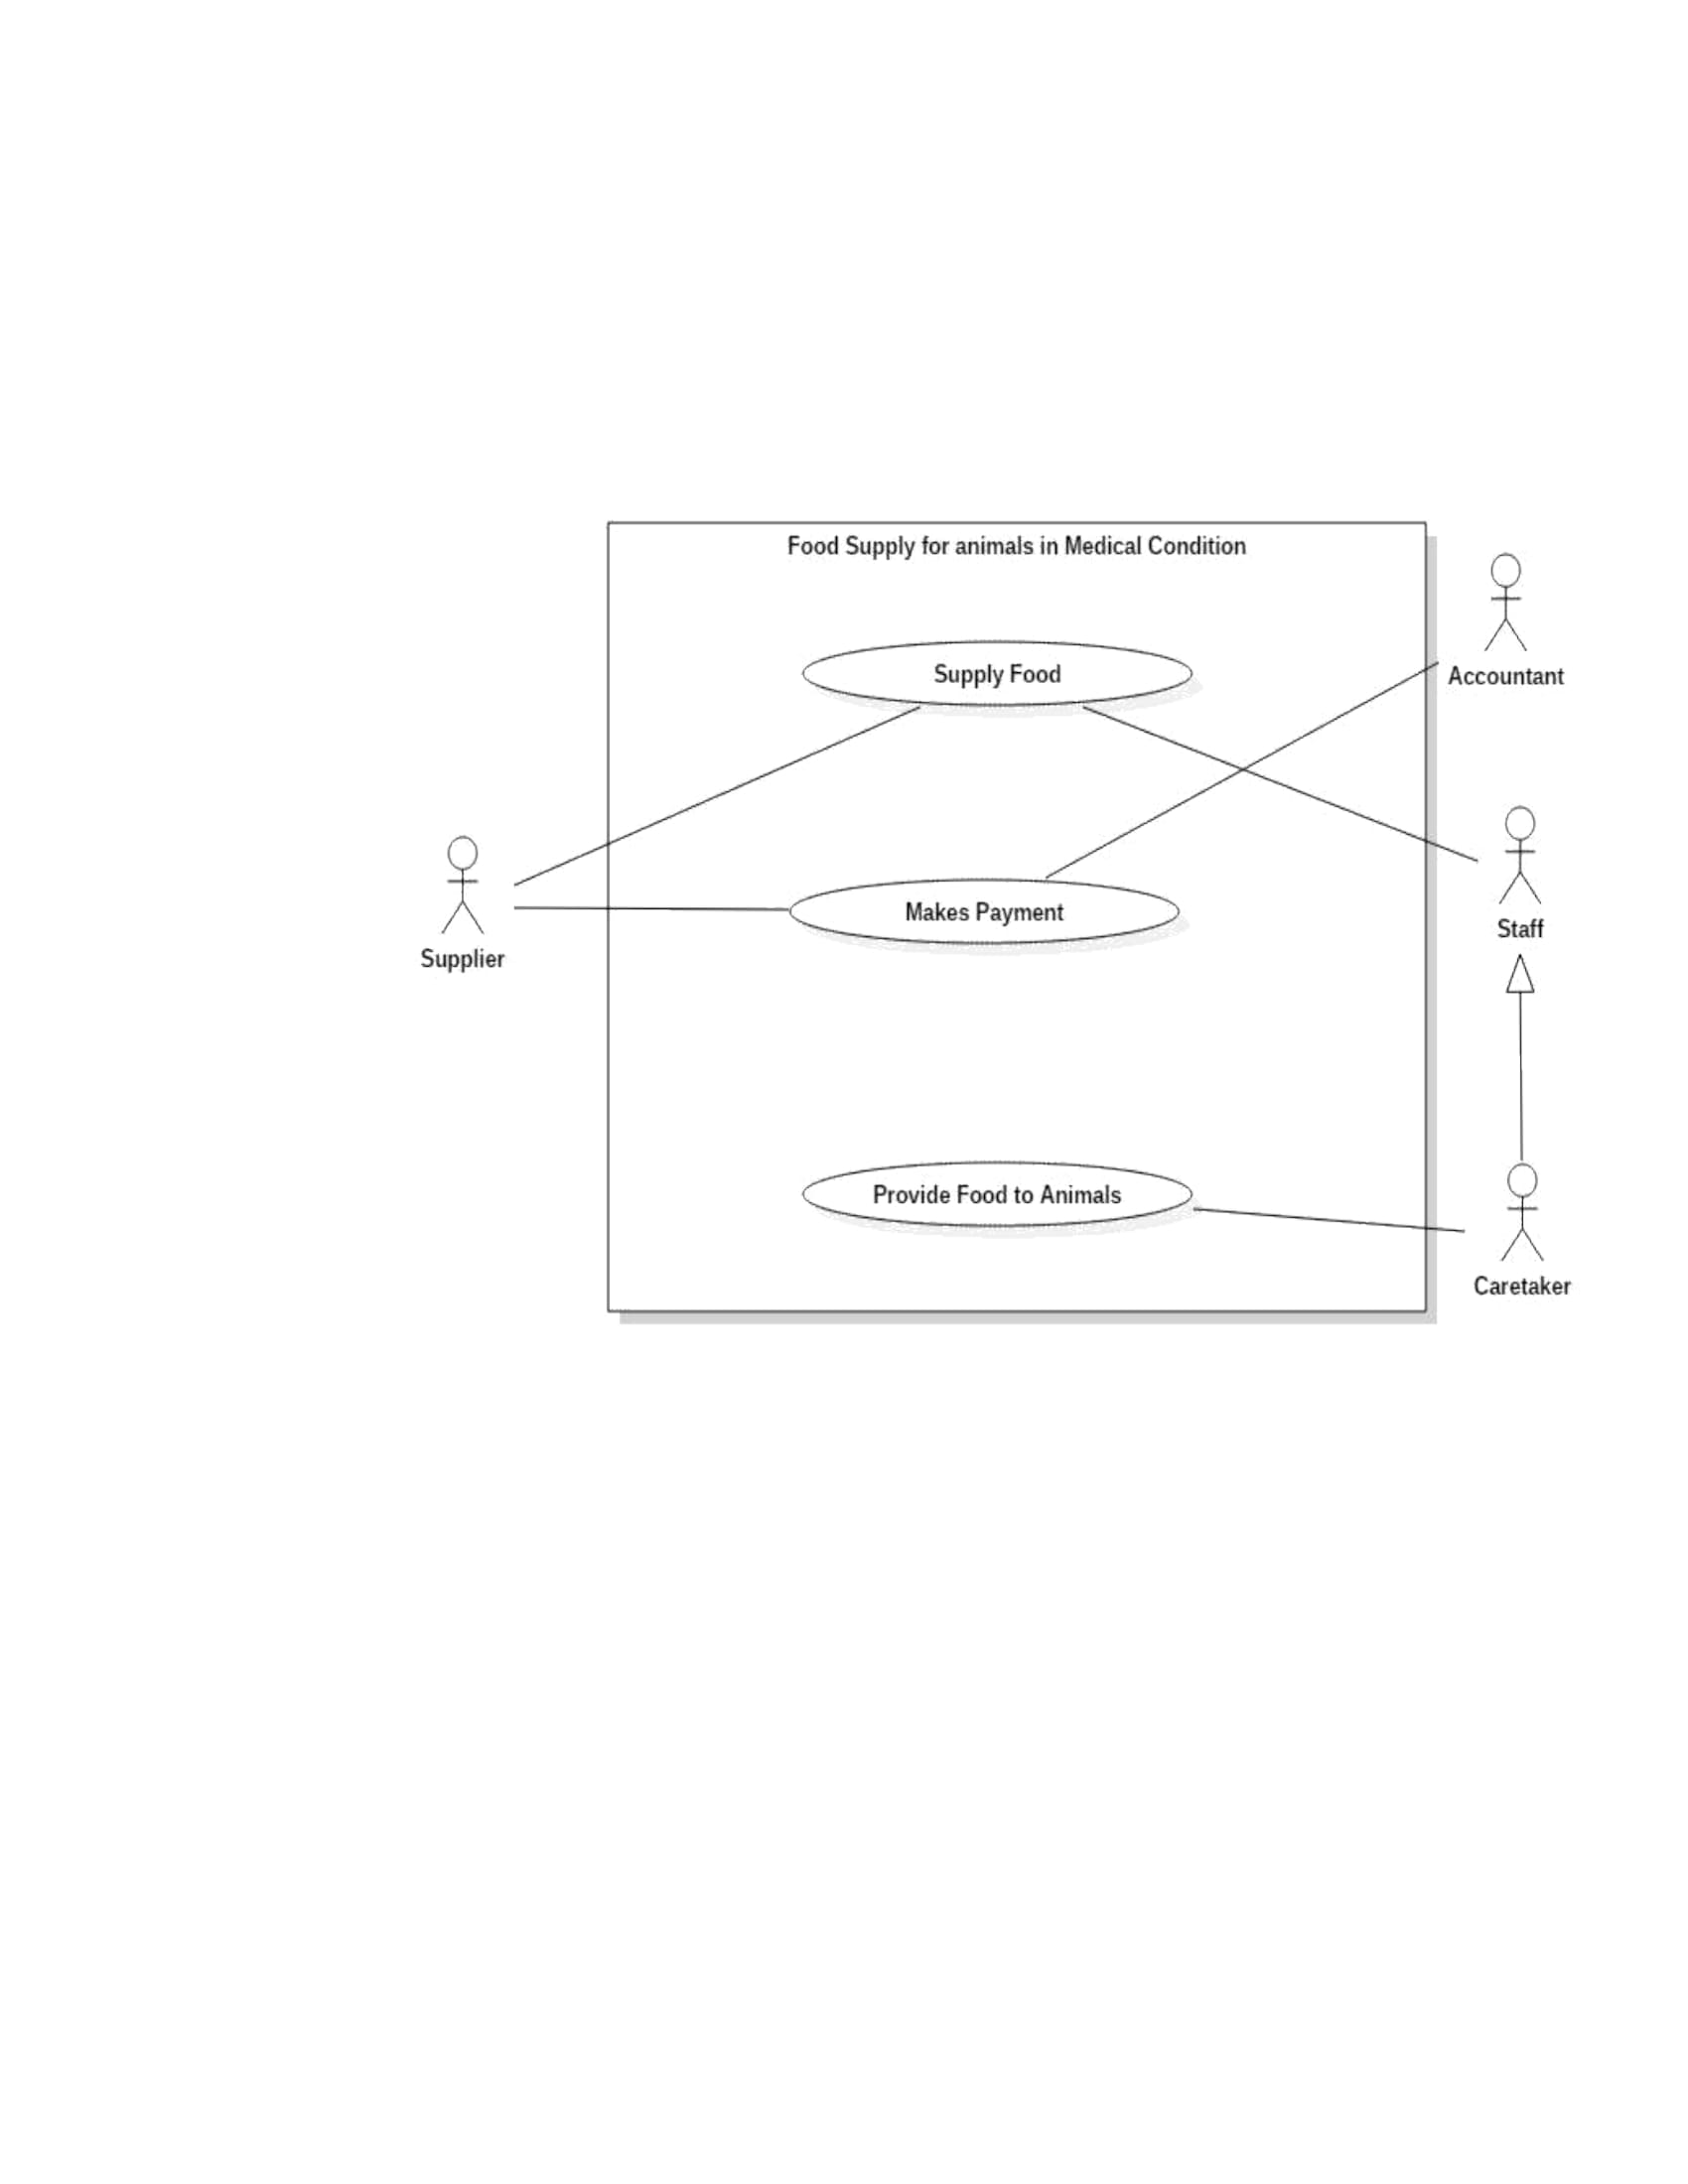 Food Supply for animals in Medical Condition
Supply Food
Accountant
Makes Payment
Staff
Supplier
Provide Food to Animals
Caretaker